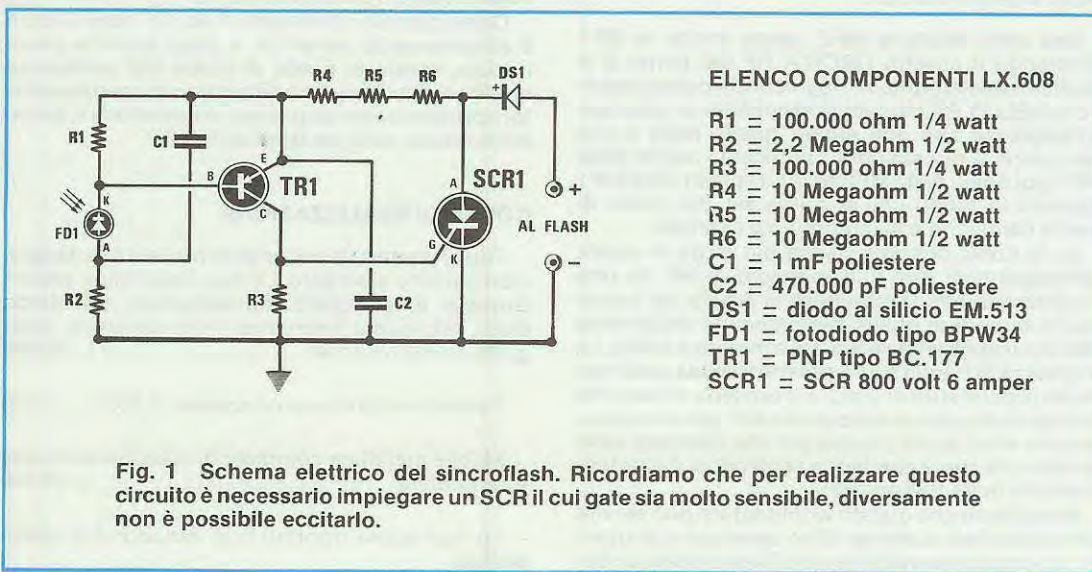 R4 R5 R6 DS1
+
R1 C1
E
B TR1
C
A SCR1
+
AL FLASH
K
FD1
A
G
K
−
R2 R3 C2
ELENCO COMPONENTI LX.608
R1 = 100.000 ohm 1/4 watt
R2 = 2,2 Megaohm 1/2 watt
R3 = 100.000 ohm 1/4 watt
R4 = 10 Megaohm 1/2 watt
R5 = 10 Megaohm 1/2 watt
R6 = 10 Megaohm 1/2 watt
C1 = 1 mF poliestere
C2 = 470.000 pF poliestere
DS1 = diodo al silicio EM.513
FD1 = fotodiodo tipo BPW34
TR1 = PNP tipo BC.177
SCR1 = SCR 800 volt 6 amper
Fig. 1 Schema elettrico del sincroflash. Ricordiamo che per realizzare questo
circuito è necessario impiegare un SCR il cui gate sia molto sensibile, diversamente
non è possibile eccitarlo.